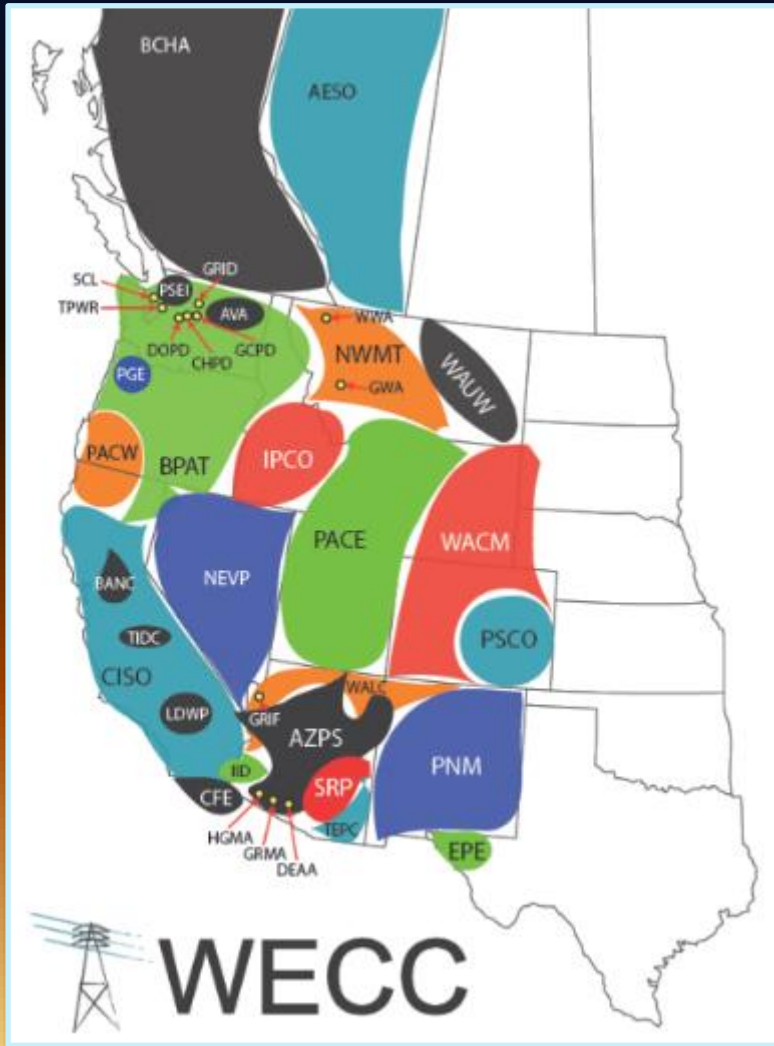 BCHA
AESO
GRID
SCL
PSEI
TPWR
AVA
WWA
DOPD
GCPD
CHPD
NWMT
WAUW
PGE
GWA
PACW
BPAT
IPCO
PACE
WACM
NEVP
BANC
PSCO
TIDC
CISO
WALC
LDWP
GRIF
AZPS
PNM
IID
SRP
CFE
TEPC
HGMA
GRMA
EPE
DEAA
WECC